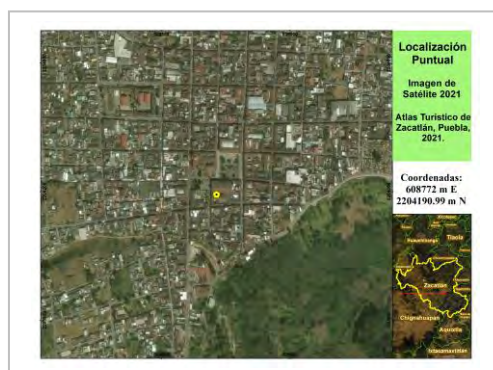 Localización
Puntual
Imagen de
Satélite 2021
Atlas Turístico de
Zacatlán, Puebla,
2021.
Coordenadas:
608772 m E
2204190.99 m N
Tlaola
Zacatlán
Chignahuapan
Aquixtla
Ixtacamaxtitlán